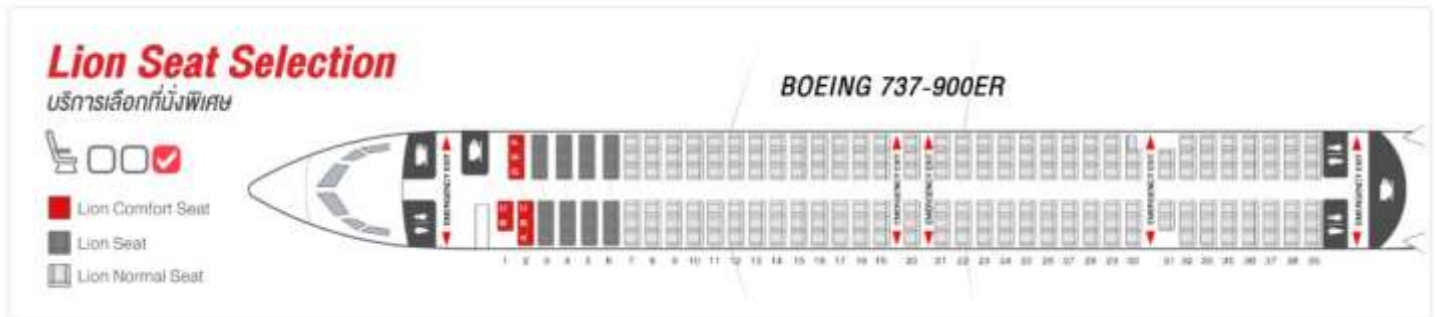 Lion Seat Selection
บริการเลือกที่นั่งพิเศษ
BOEING 737-900ER
Lion Comfort Seat
Lion Seat
Lion Normal Seat
EMERGENCY EXIT
EMERGENCY EXIT
EMERGENCY EXIT
EMERGENCY EXIT
EMERGENCY EXIT
1 2 3 4 5 6 7 8 9 10 11 12 13 14 15 16 17 18 19 20 21 22 23 24 25 26 27 28 29 30 31 32 33 35 36 37 38 39